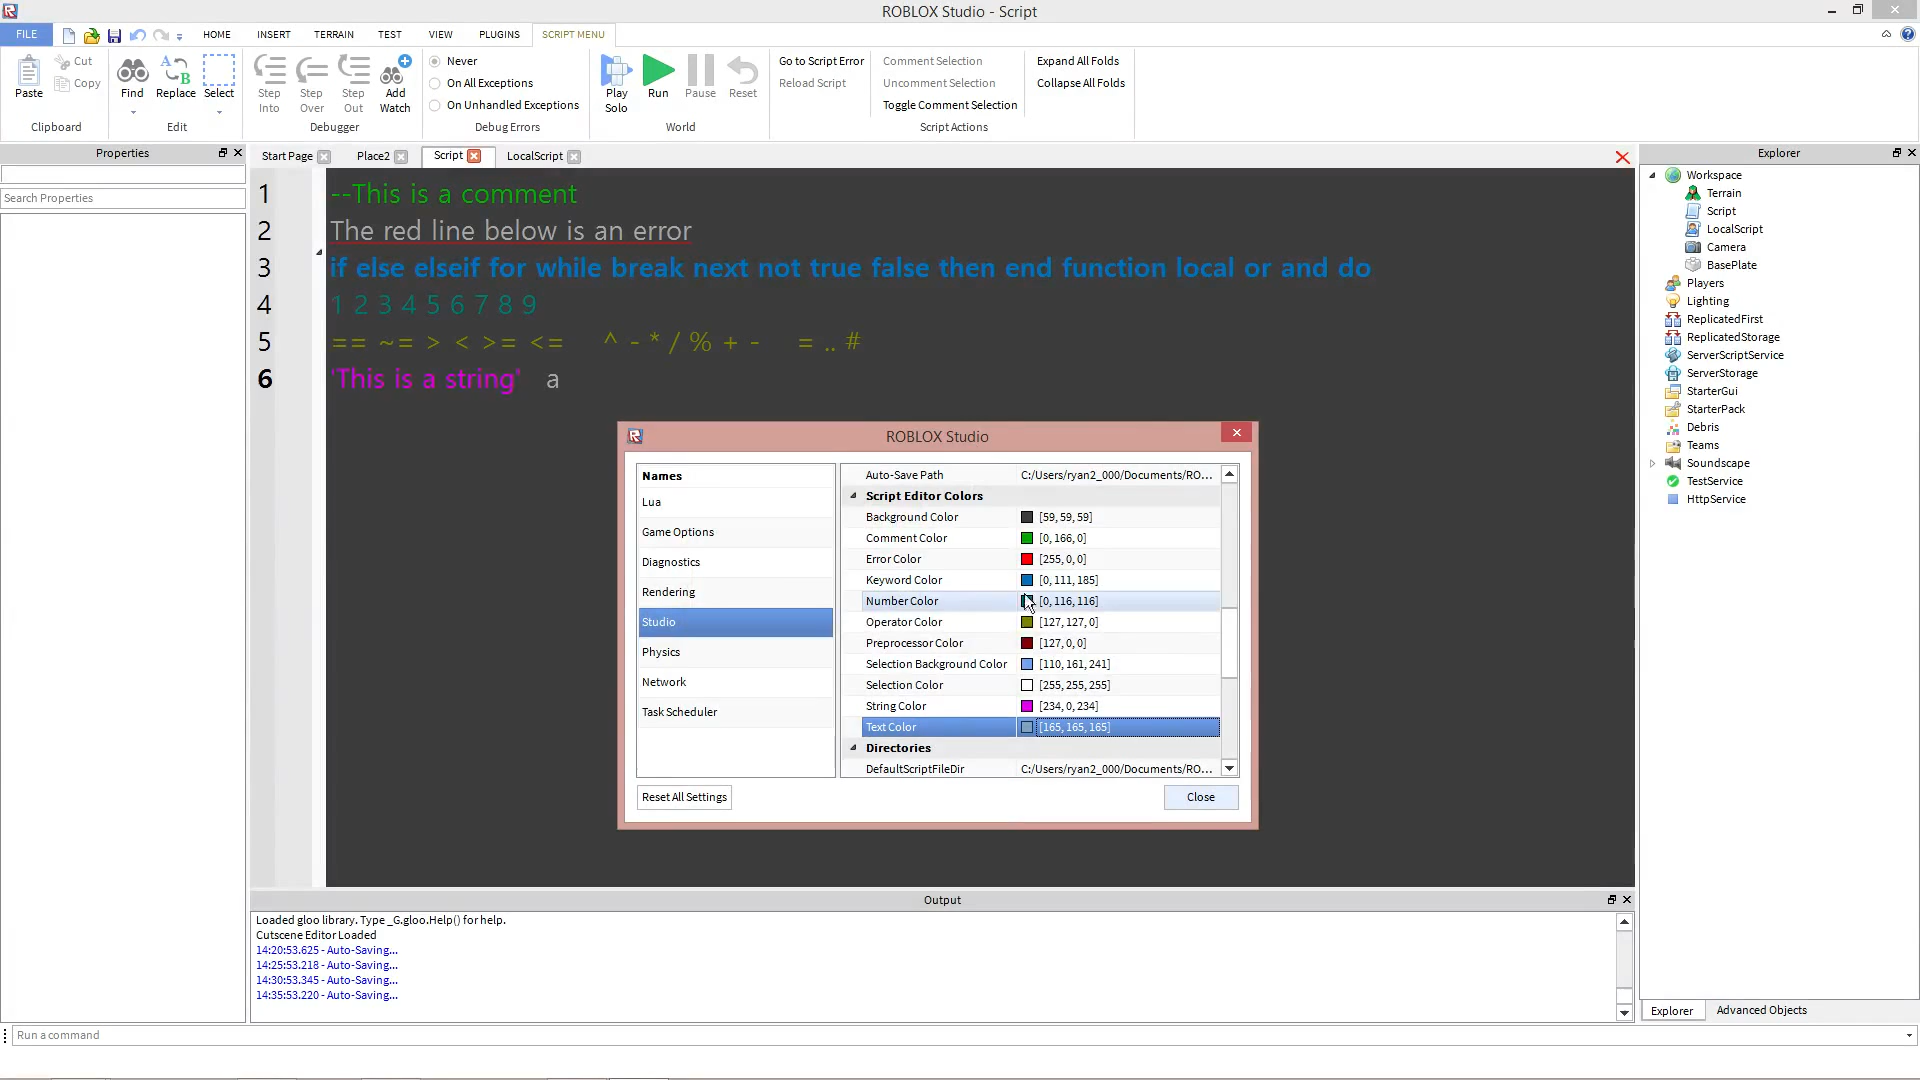 ROBLOX Studio - Script
FILE HOME INSERT TERRAIN TEST VIEW PLUGINS SCRIPT MENU
Paste
Cut
Copy
Clipboard
Find
Replace
Select
Edit
Step Into
Step Over
Step Out
Add Watch
Debugger
Never
On All Exceptions
On Unhandled Exceptions
Debug Errors
Play Solo
Run
Pause
Reset
World
Go to Script Error
Reload Script
Comment Selection
Uncomment Selection
Toggle Comment Selection
Expand All Folds
Collapse All Folds
Script Actions
Properties
Search Properties
Start Page Place2 Script LocalScript
1 --This is a comment
2 The red line below is an error
3 if else elseif for while break next not true false then end function local or and do
4 1 2 3 4 5 6 7 8 9
5 == ~= > < >= <= ^ - * / % + - = .. #
6 'This is a string' a
ROBLOX Studio
Names
Lua
Game Options
Diagnostics
Rendering
Studio
Physics
Network
Task Scheduler
Auto-Save Path C:/Users/ryan2_000/Documents/RO...
Script Editor Colors
Background Color [59, 59, 59]
Comment Color [0, 166, 0]
Error Color [255, 0, 0]
Keyword Color [0, 111, 185]
Number Color [0, 116, 116]
Operator Color [127, 127, 0]
Preprocessor Color [127, 0, 0]
Selection Background Color [110, 161, 241]
Selection Color [255, 255, 255]
String Color [234, 0, 234]
Text Color [165, 165, 165]
Directories
DefaultScriptFileDir C:/Users/ryan2_000/Documents/RO...
Reset All Settings
Close
Output
Loaded gloo library. Type _G.gloo.Help() for help.
Cutscene Editor Loaded
14:20:53.625 - Auto-Saving...
14:25:53.218 - Auto-Saving...
14:30:53.345 - Auto-Saving...
14:35:53.220 - Auto-Saving...
Run a command
Explorer
Workspace
Terrain
Script
LocalScript
Camera
BasePlate
Players
Lighting
ReplicatedFirst
ReplicatedStorage
ServerScriptService
ServerStorage
StarterGui
StarterPack
Debris
Teams
Soundscape
TestService
HttpService
Explorer Advanced Objects